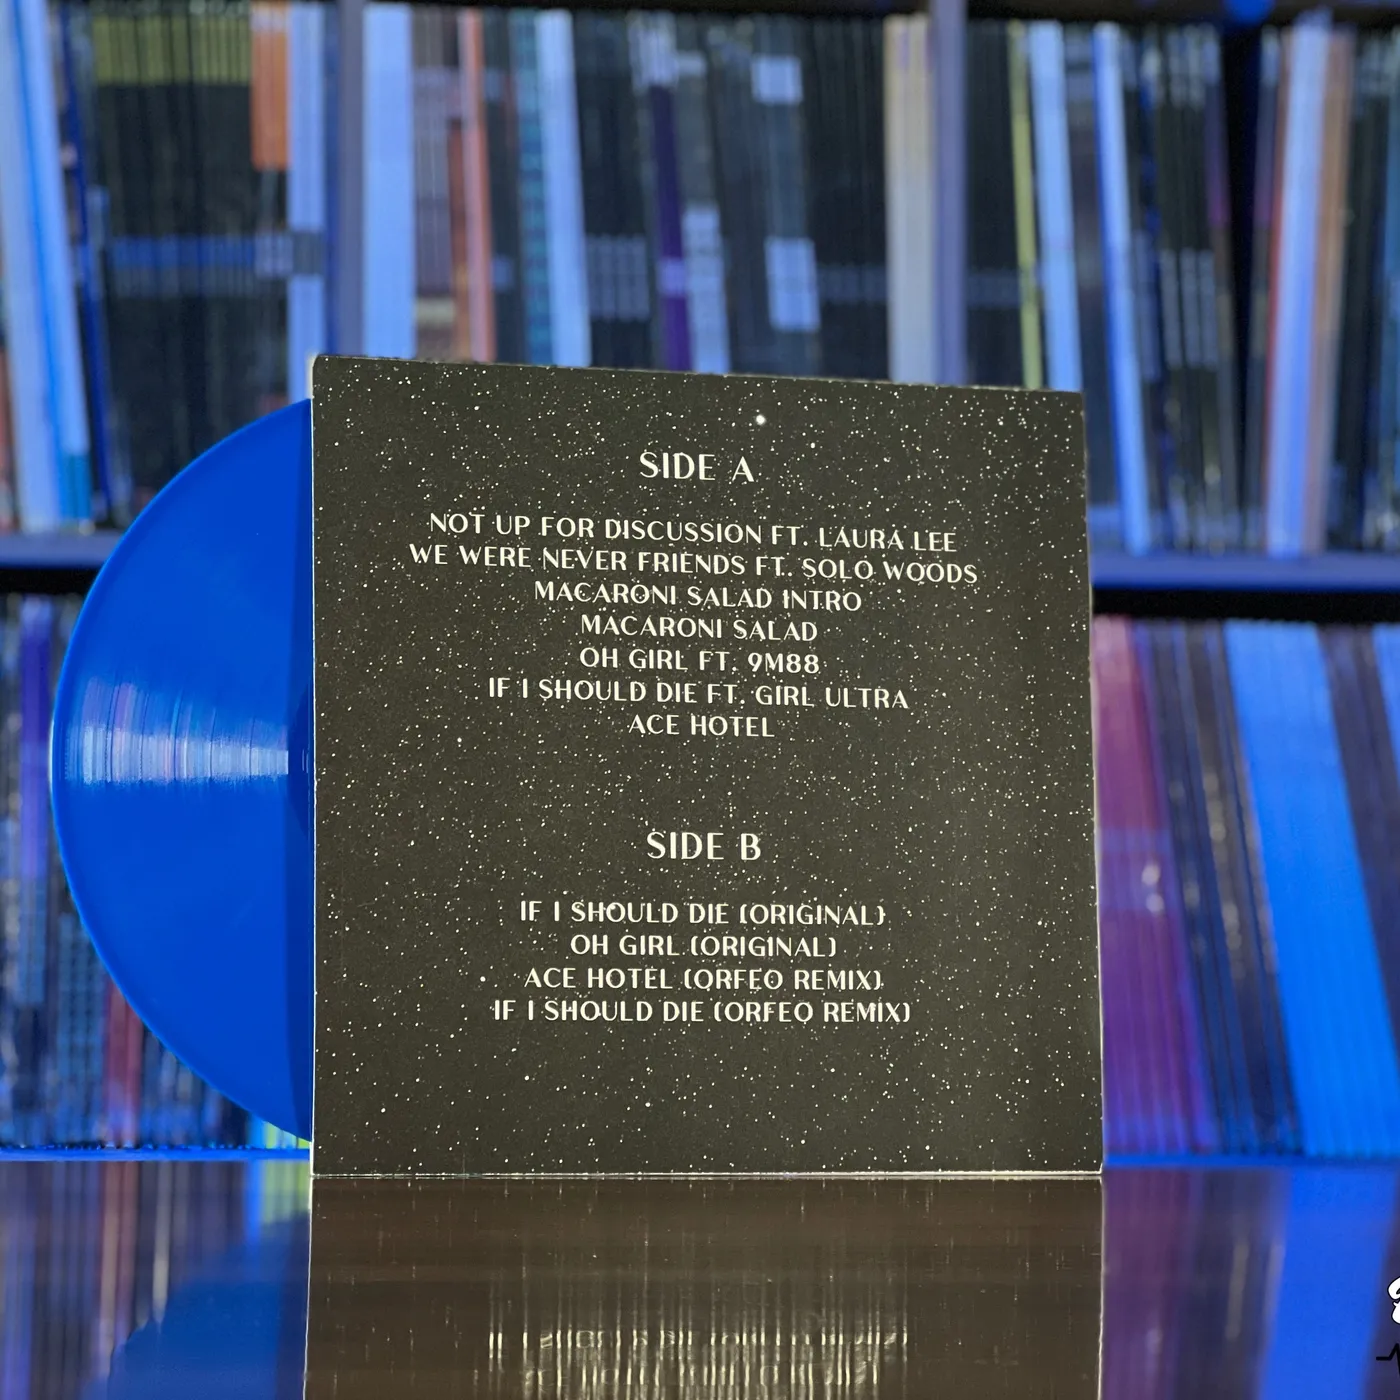 SIDE A
NOT UP FOR DISCUSSION FT. LAURA LEE
WE WERE NEVER FRIENDS FT. SOLO WOODS
MACARONI SALAD INTRO
MACARONI SALAD
OH GIRL FT. 9M88
IF I SHOULD DIE FT. GIRL ULTRA
ACE HOTEL
SIDE B
IF I SHOULD DIE (ORIGINAL)
OH GIRL (ORIGINAL)
ACE HOTEL (ORFEO REMIX)
IF I SHOULD DIE (ORFEO REMIX)